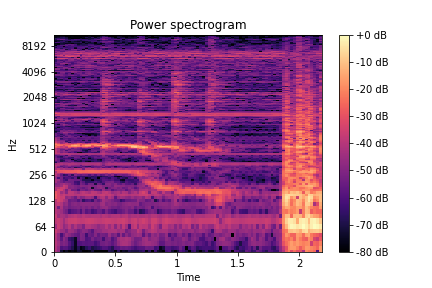 Power spectrogram
Hz
8192
4096
2048
1024
512
256
128
64
0
0
0.5
1
1.5
2
Time
+0 dB
-10 dB
-20 dB
-30 dB
-40 dB
-50 dB
-60 dB
-70 dB
-80 dB